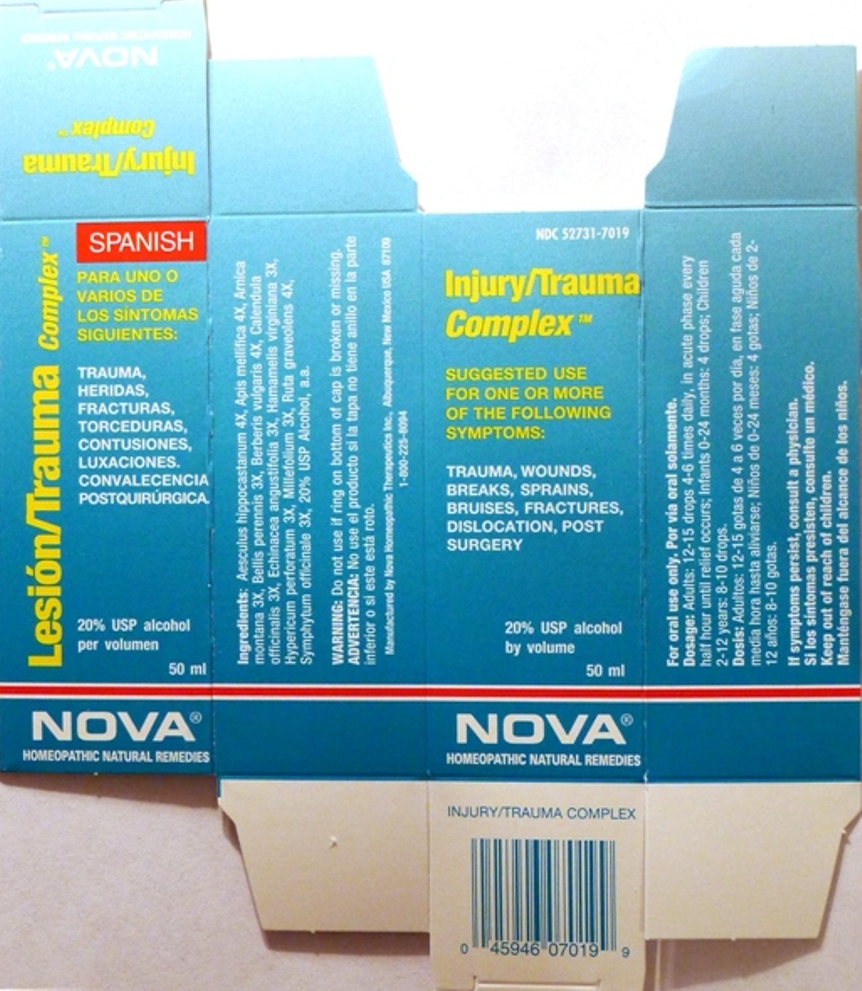 HOMEOPATHIC NATURAL REMEDIES
NOVA®
Complex™
Injury/Trauma
Lesión/Trauma Complex™
SPANISH
PARA UNO O
VARIOS DE
LOS SÍNTOMAS
SIGUIENTES:
TRAUMA,
HERIDAS,
FRACTURAS,
TORCEDURAS,
CONTUSIONES,
LUXACIONES.
CONVALECENCIA
POSTQUIRÚRGICA.
20% USP alcohol
per volumen
50 ml
NOVA®
HOMEOPATHIC NATURAL REMEDIES
Ingredients: Aesculus hippocastanum 4X, Apis mellifica 4X, Arnica
montana 3X, Bellis perennis 3X, Berberis vulgaris 4X, Calendula
officinalis 3X, Echinacea angustifolia 3X, Hamamelis virginiana 3X,
Hypericum perforatum 3X, Millefolium 3X, Ruta graveolens 4X,
Symphytum officinale 3X, 20% USP Alcohol, a.a.
WARNING: Do not use if ring on bottom of cap is broken or missing.
ADVERTENCIA: No use el producto si la tapa no tiene anillo en la parte
inferior o si este está roto.
Manufactured by Nova Homeopathic Therapeutics Inc., Albuquerque, New Mexico USA 87109
1-800-225-8094
NDC 52731-7019
Injury/Trauma
Complex™
SUGGESTED USE
FOR ONE OR MORE
OF THE FOLLOWING
SYMPTOMS:
TRAUMA, WOUNDS,
BREAKS, SPRAINS,
BRUISES, FRACTURES,
DISLOCATION, POST
SURGERY
20% USP alcohol
by volume
50 ml
NOVA®
HOMEOPATHIC NATURAL REMEDIES
For oral use only. Por via oral solamento.
Dosage: Adults: 12-15 drops 4-6 times daily, in acute phase every
half hour until relief occurs; Infants 0-24 months: 4 drops; Children
2-12 years: 8-10 drops.
Dosis: Adultos: 12-15 gotas de 4 a 6 veces por día, en fase aguda cada
media hora hasta aliviarse; Niños de 0-24 meses: 4 gotas; Niños de 2-
12 años: 8-10 gotas.
If symptoms persist, consult a physician.
Si los síntomas presisten, consulte un médico.
Keep out of reach of children.
Manténgase fuera del alcance de los niños.
INJURY/TRAUMA COMPLEX
0 45946 07019 9